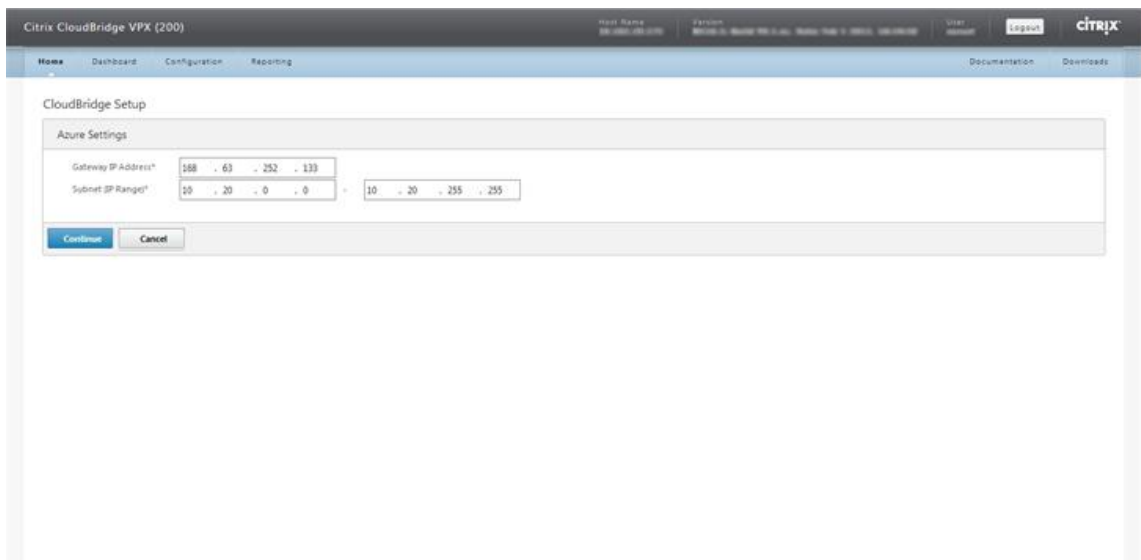 Citrix CloudBridge VPX (200) Host Name Version User Logout CİTRIX
Home Dashboard Configuration Reporting Documentation Downloads
CloudBridge Setup
Azure Settings
Gateway IP Address* 168 . 63 . 252 . 133
Subnet (IP Range)* 10 . 20 . 0 . 0 - 10 . 20 . 255 . 255
Continue Cancel